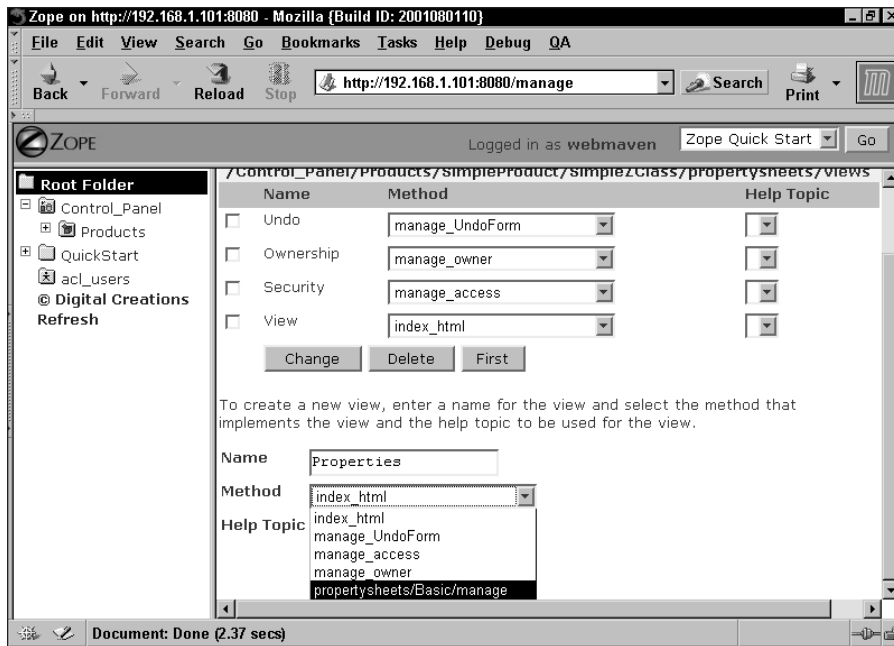 Zope on http://192.168.1.101:8080 - Mozilla {Build ID: 2001080110}
File Edit View Search Go Bookmarks Tasks Help Debug QA
Back Forward Reload Stop http://192.168.1.101:8080/manage Search Print
ZOPE Logged in as webmaven Zope Quick Start Go
Root Folder
Control_Panel
Products
QuickStart
acl_users
© Digital Creations
Refresh
/Control_Panel/Products/SimpleProduct/SimpleZClass/propertysheets/views
Name Method Help Topic
Undo manage_UndoForm
Ownership manage_owner
Security manage_access
View index_html
Change Delete First
To create a new view, enter a name for the view and select the method that
implements the view and the help topic to be used for the view.
Name Properties
Method index_html
Help Topic
index_html
manage_UndoForm
manage_access
manage_owner
propertysheets/Basic/manage
Document: Done (2.37 secs)